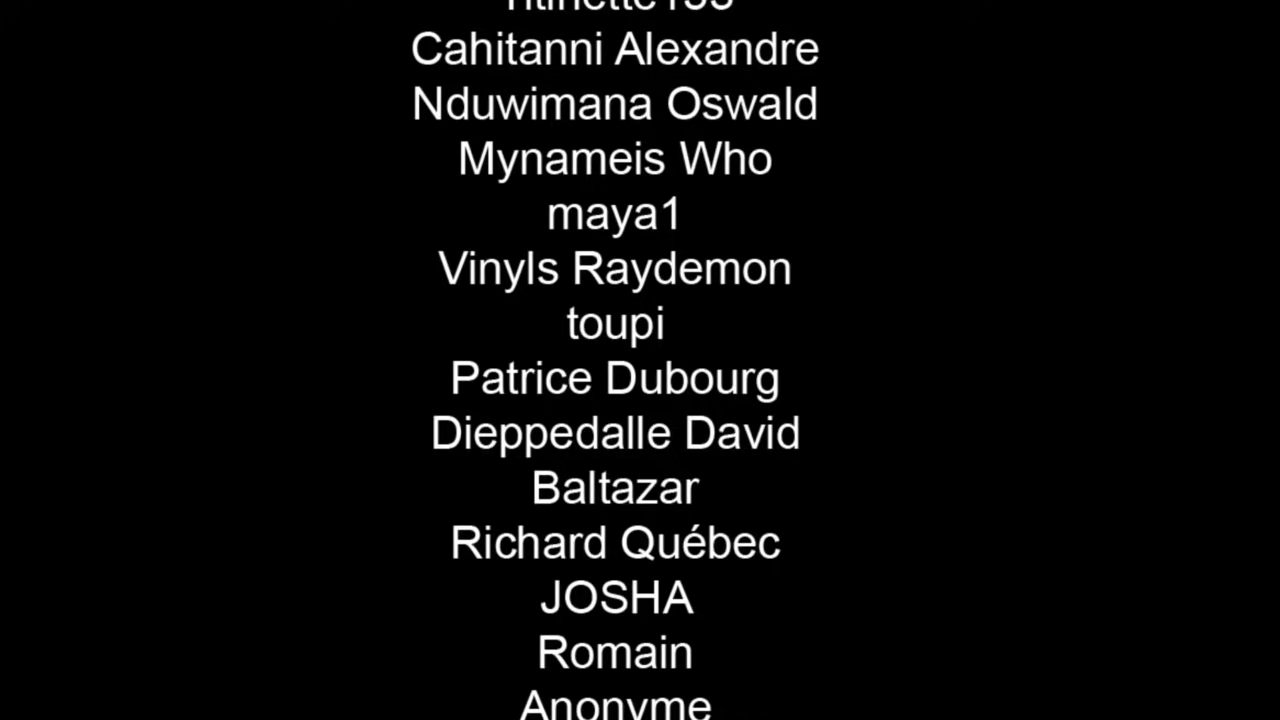 Cahitanni Alexandre
Nduwimana Oswald
Mynameis Who
maya1
Vinyls Raydemon
toupi
Patrice Dubourg
Dieppedalle David
Baltazar
Richard Québec
JOSHA
Romain
Anonyme